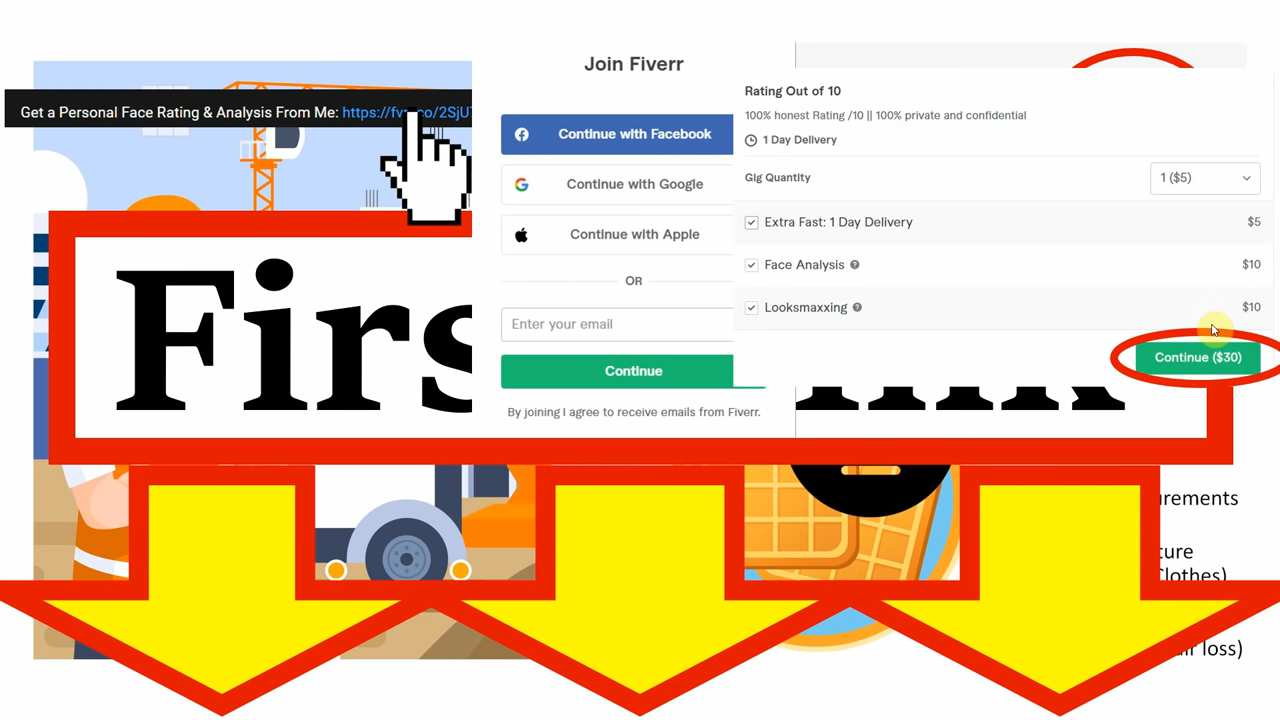 Join Fiverr
Get a Personal Face Rating & Analysis From Me: https://
Continue with Facebook
Continue with Google
Continue with Apple
OR
Enter your email
Continue
By joining I agree to receive emails from Fiverr.
Rating Out of 10
100% honest Rating /10 || 100% private and confidential
1 Day Delivery
Gig Quantity
1 ($5)
Extra Fast: 1 Day Delivery
$5
Face Analysis
$10
Looksmaxxing
$10
Continue ($30)
Firs
urements
ture
Clothes)
loss)